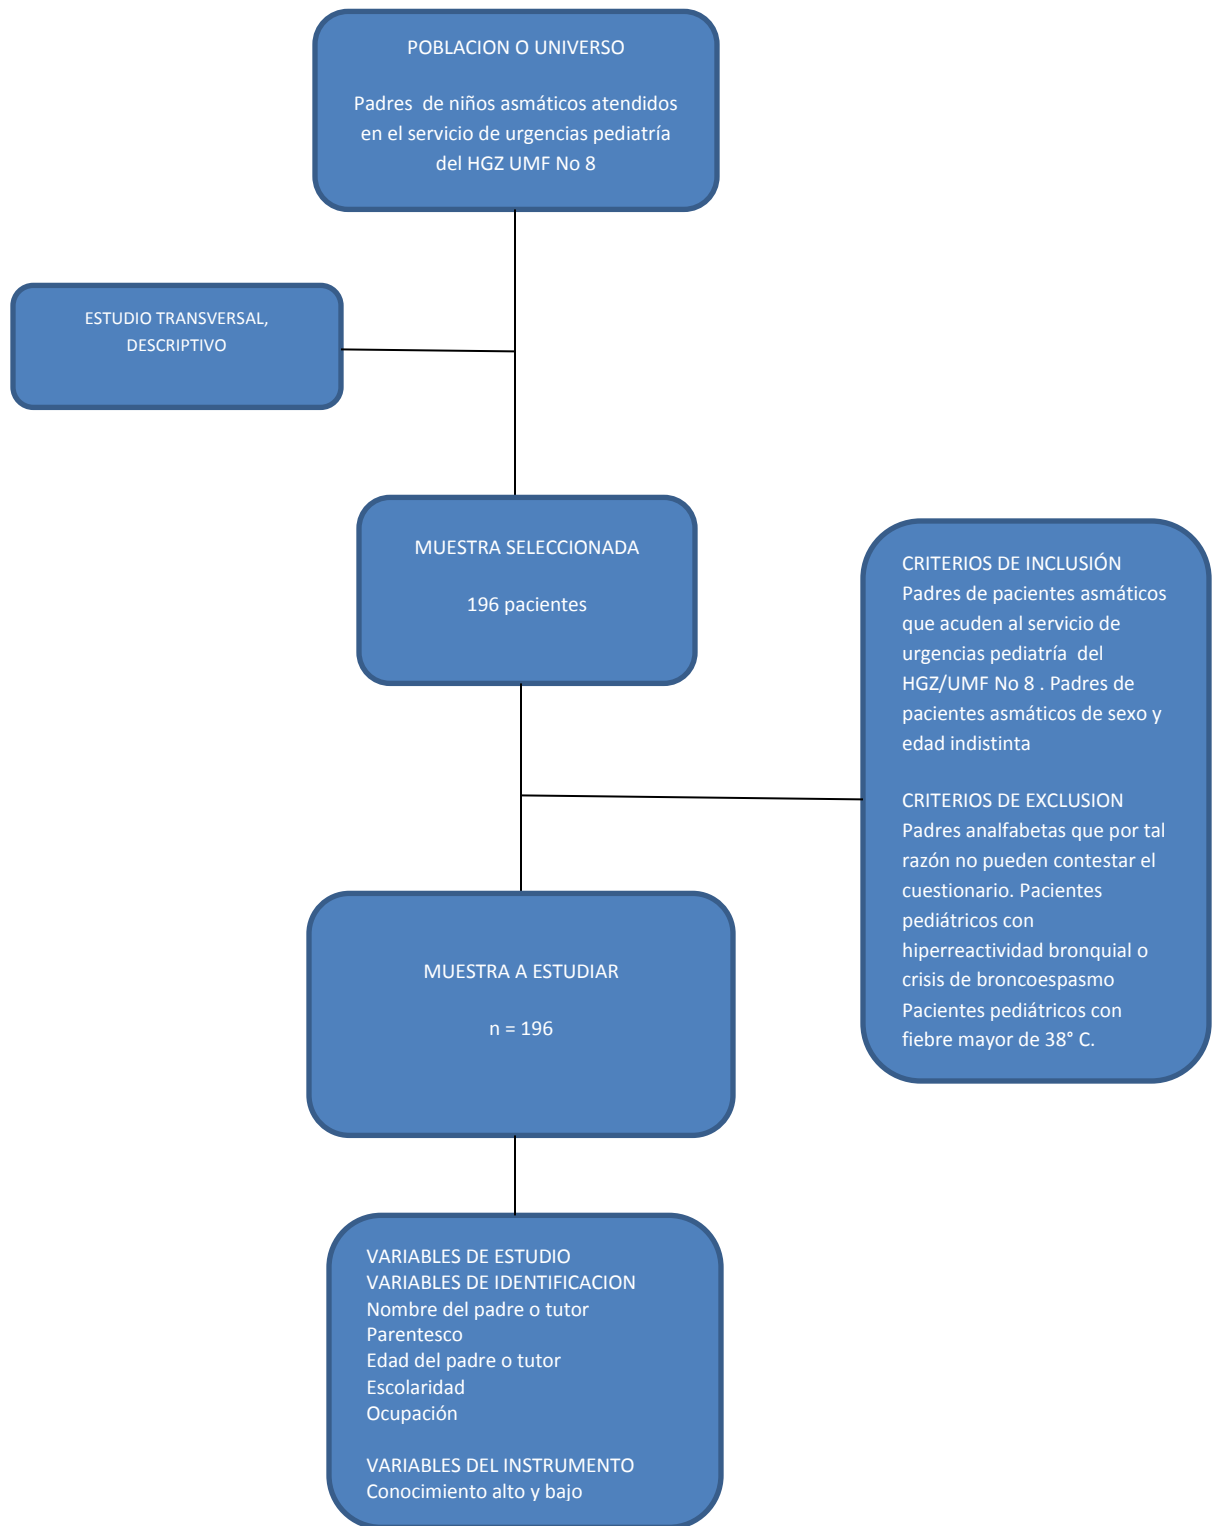 POBLACION O UNIVERSO
Padres de niños asmáticos atendidos
en el servicio de urgencias pediatría
del HGZ UMF No 8
ESTUDIO TRANSVERSAL,
DESCRIPTIVO
MUESTRA SELECCIONADA
196 pacientes
CRITERIOS DE INCLUSIÓN
Padres de pacientes asmáticos
que acuden al servicio de
urgencias pediatría del
HGZ/UMF No 8 . Padres de
pacientes asmáticos de sexo y
edad indistinta
CRITERIOS DE EXCLUSION
Padres analfabetas que por tal
razón no pueden contestar el
cuestionario. Pacientes
pediátricos con
hiperreactividad bronquial o
crisis de broncoespasmo
Pacientes pediátricos con
fiebre mayor de 38° C.
MUESTRA A ESTUDIAR
n = 196
VARIABLES DE ESTUDIO
VARIABLES DE IDENTIFICACION
Nombre del padre o tutor
Parentesco
Edad del padre o tutor
Escolaridad
Ocupación
VARIABLES DEL INSTRUMENTO
Conocimiento alto y bajo